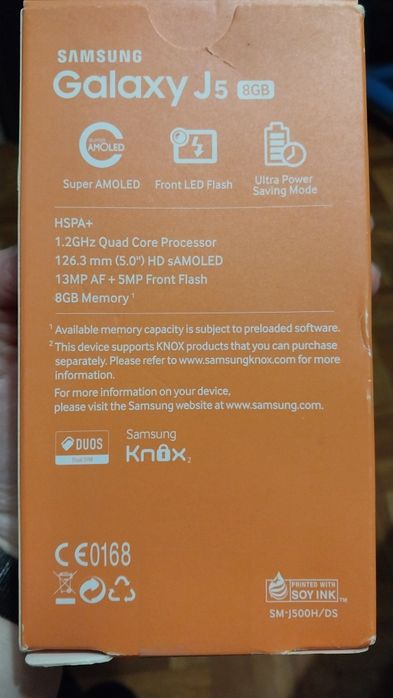 SAMSUNG
Galaxy J5 8GB
super
AMOLED
Super AMOLED
Front LED Flash
Ultra Power
Saving Mode
HSPA+
1.2GHz Quad Core Processor
126.3 mm (5.0") HD sAMOLED
13MP AF + 5MP Front Flash
8GB Memory¹
¹ Available memory capacity is subject to preloaded software.
² This device supports KNOX products that you can purchase
separately. Please refer to www.samsungknox.com for more
information.
For more information on your device,
please visit the Samsung website at www.samsung.com.
DUOS
Dual SIM
Samsung
Knox₂
CE0168
PRINTED WITH
SOY INK™
SM-J500H/DS